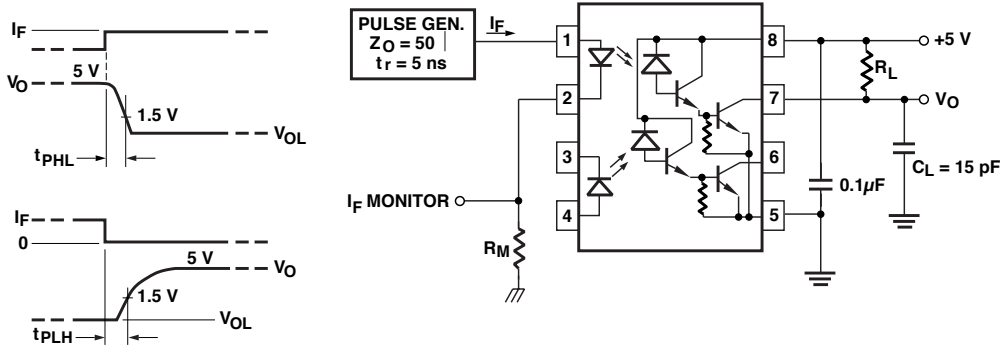 IF
5 V
VO
1.5 V
VOL
tPHL
IF
0
5 V
VO
1.5 V
VOL
tPLH
PULSE GEN.
ZO = 50
tr = 5 ns
IF
1
2
3
4
8
7
6
5
+5 V
RL
VO
CL = 15 pF
0.1µF
IF MONITOR
RM